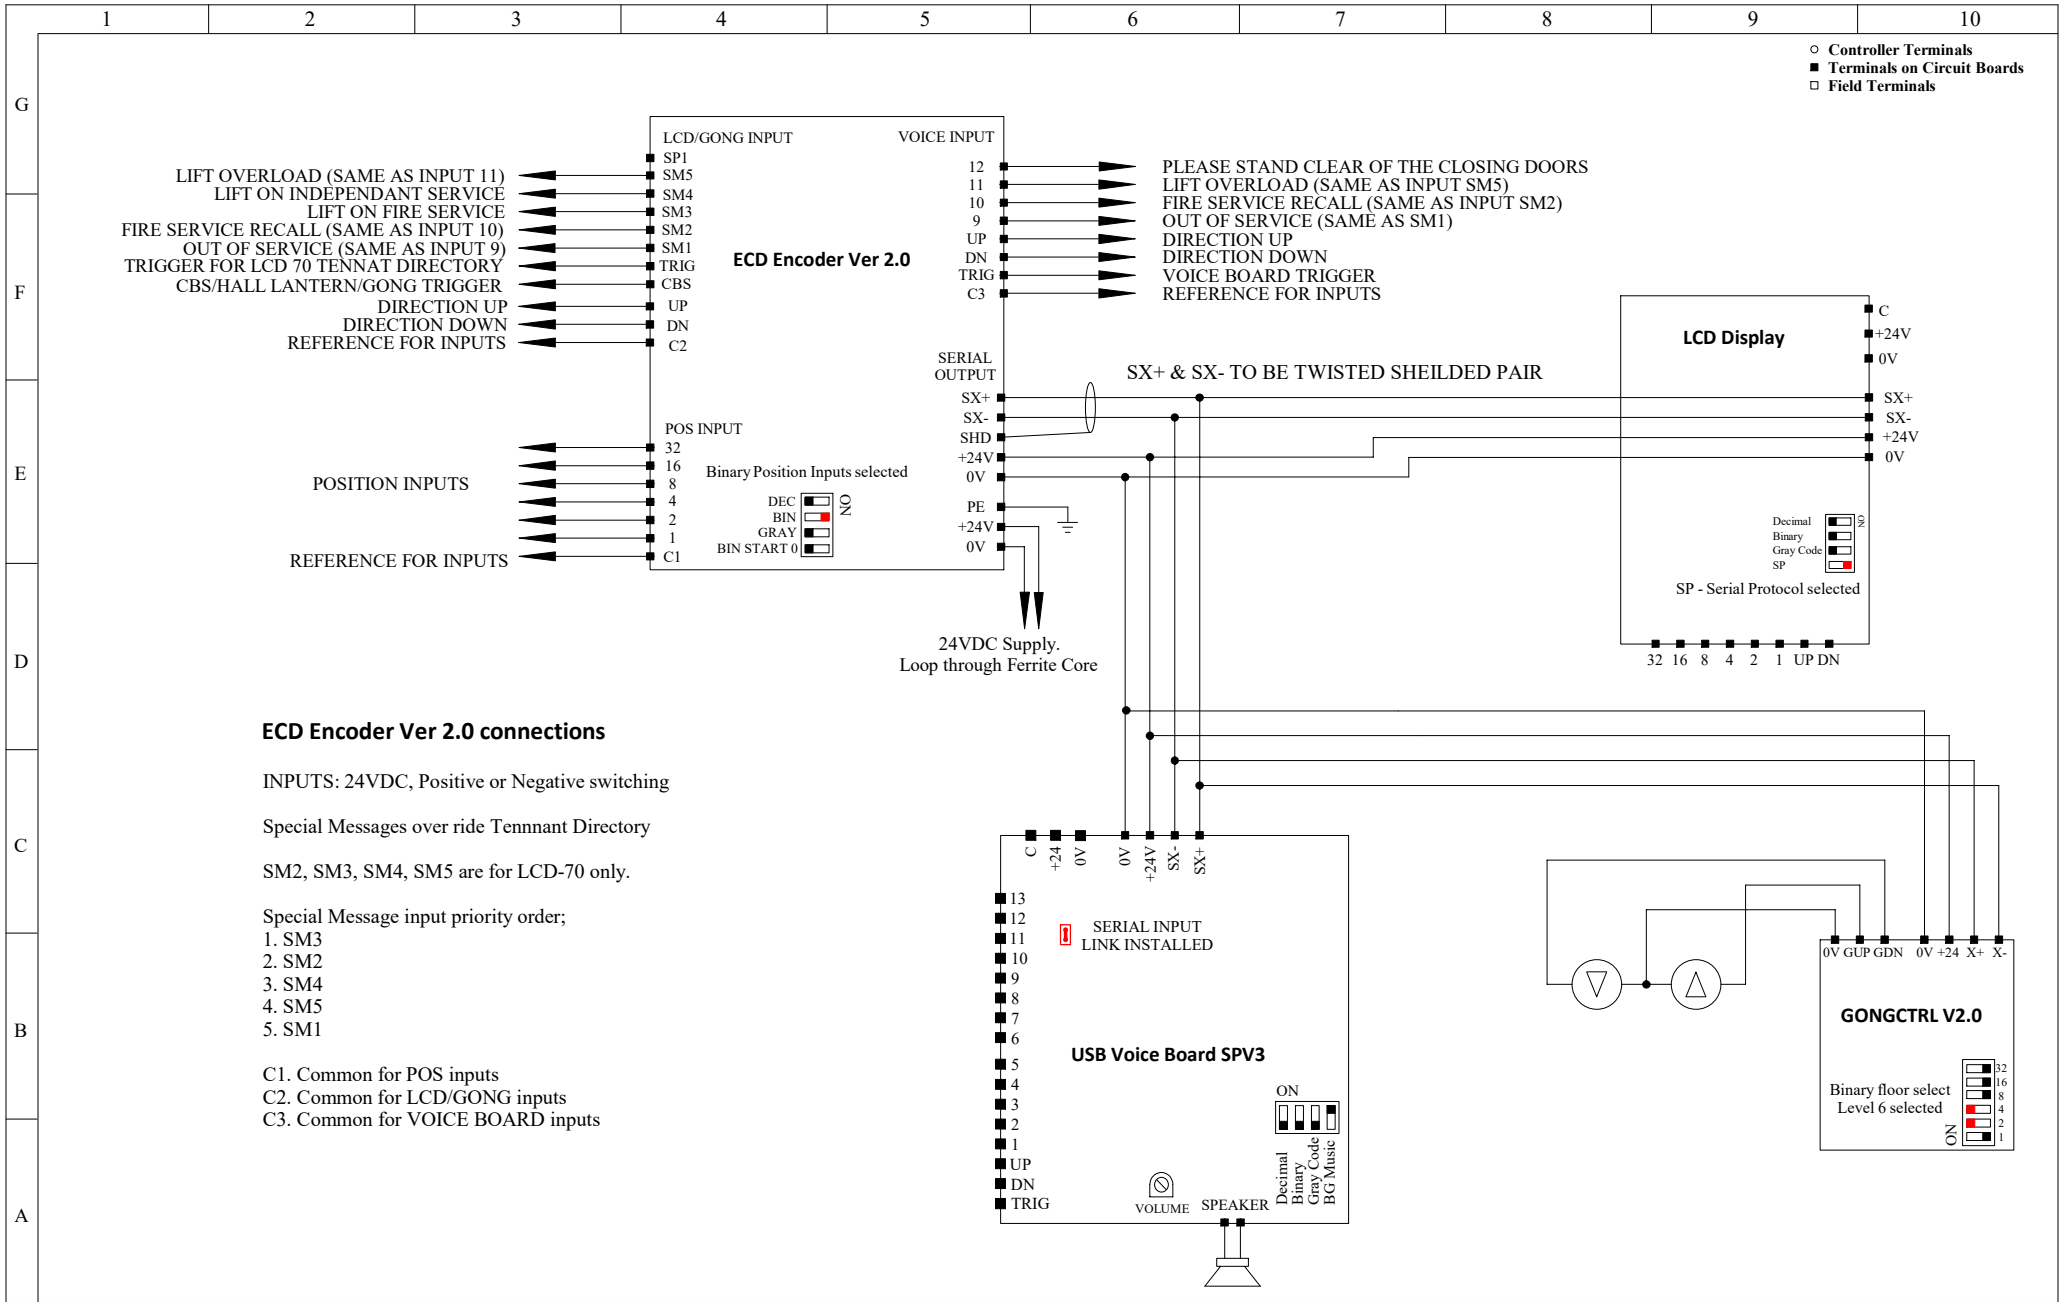 1 2 3 4 5 6 7 8 9 10
G
F
E
D
C
B
A
Controller Terminals
Terminals on Circuit Boards
Field Terminals
LCD/GONG INPUT
VOICE INPUT
ECD Encoder Ver 2.0
SP1
LIFT OVERLOAD (SAME AS INPUT 11) SM5
LIFT ON INDEPENDANT SERVICE SM4
LIFT ON FIRE SERVICE SM3
FIRE SERVICE RECALL (SAME AS INPUT 10) SM2
OUT OF SERVICE (SAME AS INPUT 9) SM1
TRIGGER FOR LCD 70 TENNAT DIRECTORY TRIG
CBS/HALL LANTERN/GONG TRIGGER CBS
DIRECTION UP UP
DIRECTION DOWN DN
REFERENCE FOR INPUTS C2
12 PLEASE STAND CLEAR OF THE CLOSING DOORS
11 LIFT OVERLOAD (SAME AS INPUT SM5)
10 FIRE SERVICE RECALL (SAME AS INPUT SM2)
9 OUT OF SERVICE (SAME AS SM1)
UP DIRECTION UP
DN DIRECTION DOWN
TRIG VOICE BOARD TRIGGER
C3 REFERENCE FOR INPUTS
SERIAL
OUTPUT
SX+
SX-
SHD
+24V
0V
PE
+24V
0V
POS INPUT
32
16
8
4
2
1
C1
POSITION INPUTS
REFERENCE FOR INPUTS
Binary Position Inputs selected
DEC
BIN
GRAY
BIN START 0
ON
24VDC Supply.
Loop through Ferrite Core
SX+ & SX- TO BE TWISTED SHEILDED PAIR
LCD Display
C
+24V
0V
SX+
SX-
+24V
0V
Decimal
Binary
Gray Code
SP
ON
SP - Serial Protocol selected
32 16 8 4 2 1 UP DN
ECD Encoder Ver 2.0 connections
INPUTS: 24VDC, Positive or Negative switching
Special Messages over ride Tennnant Directory
SM2, SM3, SM4, SM5 are for LCD-70 only.
Special Message input priority order;
1. SM3
2. SM2
3. SM4
4. SM5
5. SM1
C1. Common for POS inputs
C2. Common for LCD/GONG inputs
C3. Common for VOICE BOARD inputs
C +24 0V 0V +24V SX- SX+
13
12
11
10
9
8
7
6
5
4
3
2
1
UP
DN
TRIG
SERIAL INPUT
LINK INSTALLED
USB Voice Board SPV3
ON
Decimal
Binary
Gray Code
BG Music
VOLUME
SPEAKER
0V GUP GDN 0V +24 X+ X-
GONGCTRL V2.0
Binary floor select
Level 6 selected
32
16
8
4
2
1
ON